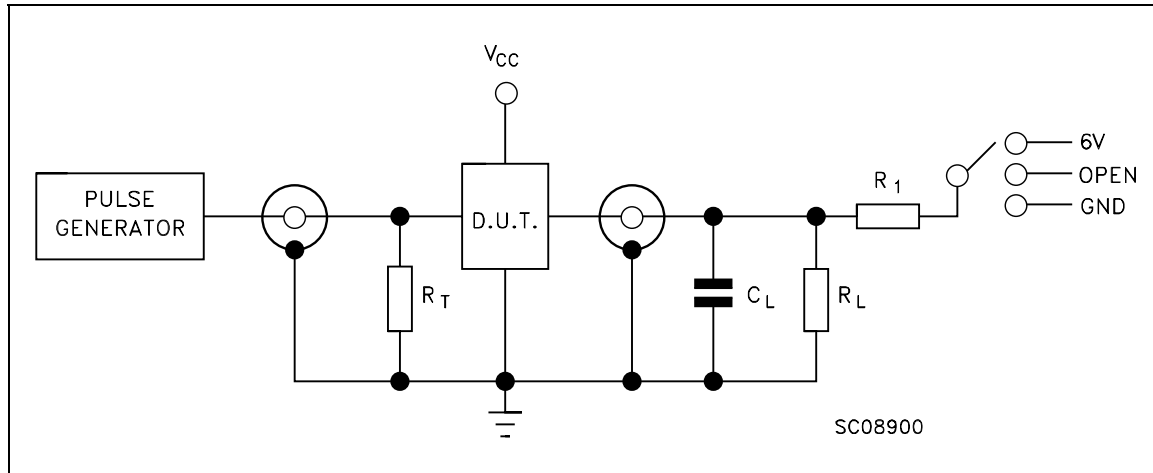 VCC
PULSE
GENERATOR
D.U.T.
RT
CL
RL
R1
6V
OPEN
GND
SC08900